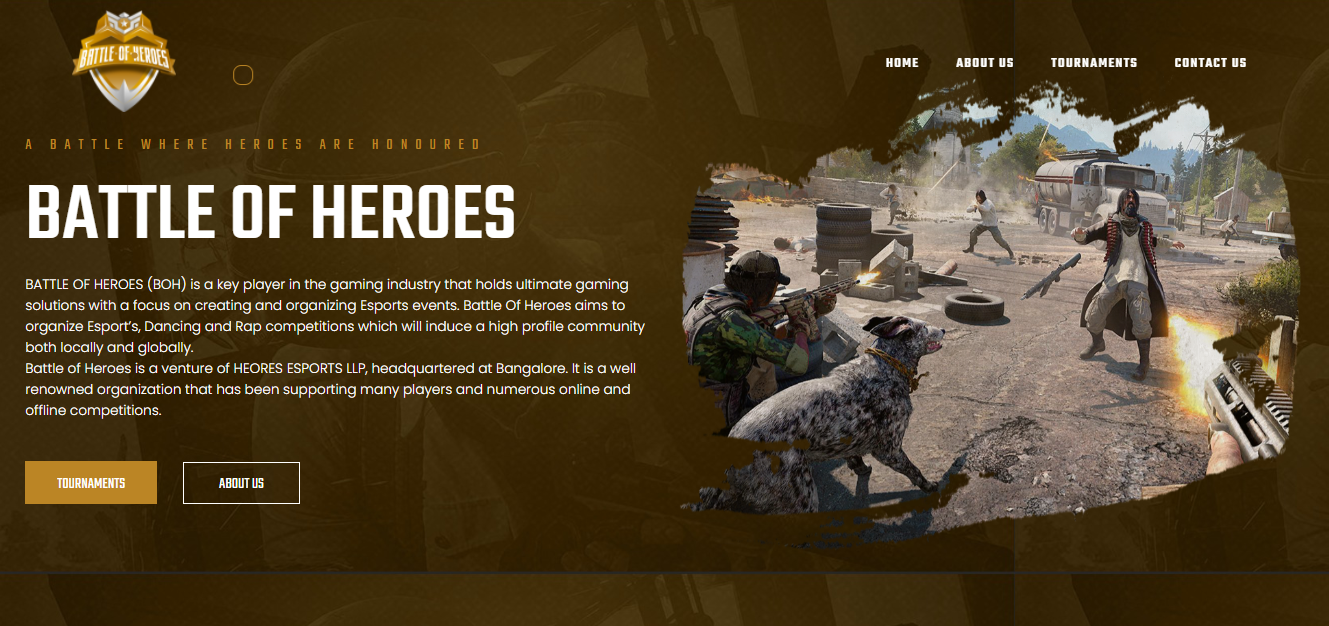 BATTLE-OF-HEROES
HOME
ABOUT US
TOURNAMENTS
CONTACT US
A BATTLE WHERE HEROES ARE HONOURED
BATTLE OF HEROES
BATTLE OF HEROES (BOH) is a key player in the gaming industry that holds ultimate gaming
solutions with a focus on creating and organizing Esports events. Battle Of Heroes aims to
organize Esport’s, Dancing and Rap competitions which will induce a high profile community
both locally and globally.
Battle of Heroes is a venture of HEORES ESPORTS LLP, headquartered at Bangalore. It is a well
renowned organization that has been supporting many players and numerous online and
offline competitions.
TOURNAMENTS
ABOUT US